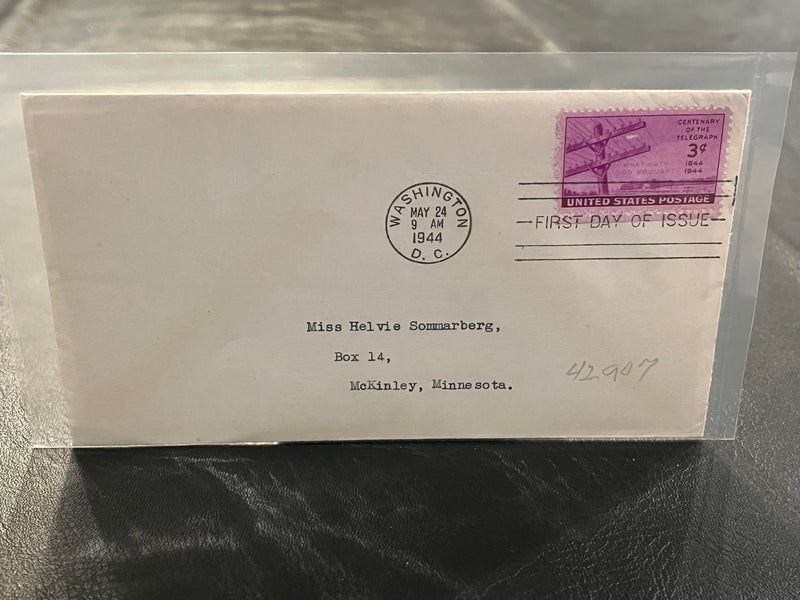 CENTENARY
OF THE
TELEGRAPH
3¢
1844
1944
WHAT HATH
GOD WROUGHT
UNITED STATES POSTAGE
WASHINGTON
MAY 24
9 AM
1944
D. C.
FIRST DAY OF ISSUE
Miss Helvie Sommarberg,
Box 14,
McKinley, Minnesota.
42907